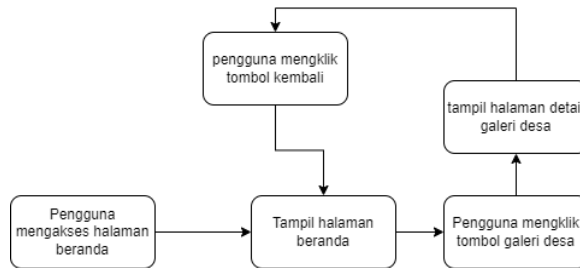 pengguna mengklik
tombol kembali
tampil halaman detai
galeri desa
Pengguna
mengakses halaman
beranda
Tampil halaman
beranda
Pengguna mengklik
tombol galeri desa